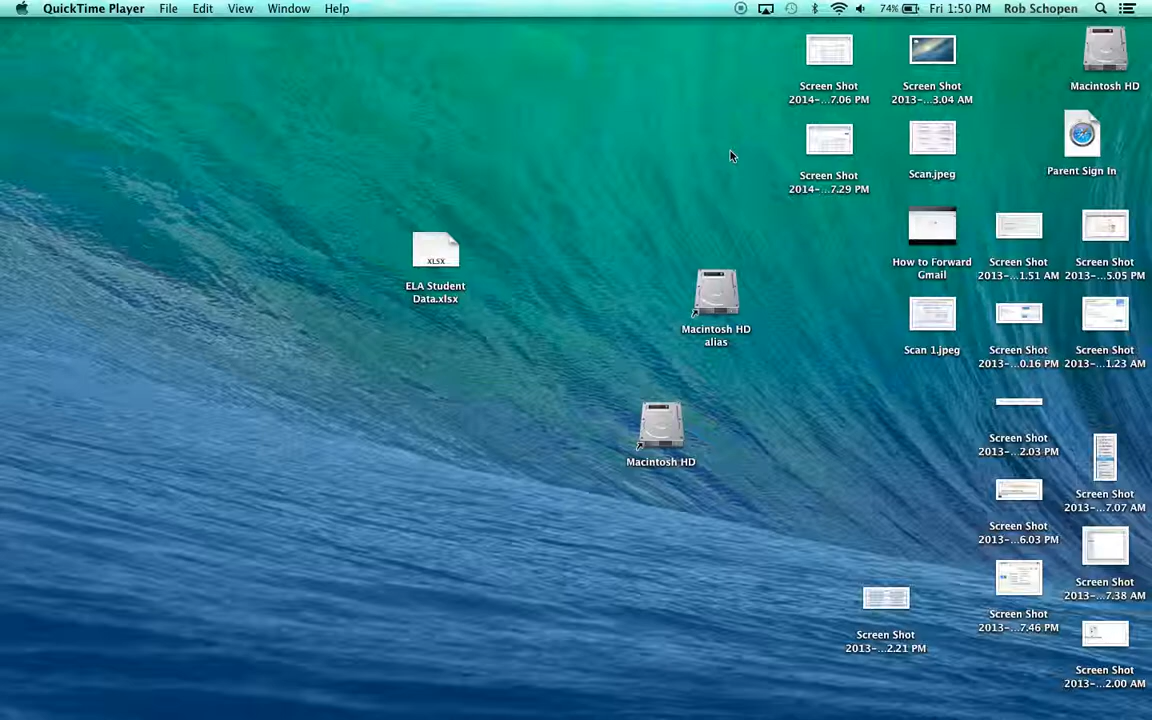 QuickTime Player File Edit View Window Help 74% Fri 1:50 PM Rob Schopen
Screen Shot
2014-...7.06 PM
Screen Shot
2013-...3.04 AM
Macintosh HD
Screen Shot
2014-...7.29 PM
Scan.jpeg
Parent Sign In
XLSX
ELA Student
Data.xlsx
Macintosh HD
alias
Macintosh HD
How to Forward
Gmail
Screen Shot
2013-...1.51 AM
Screen Shot
2013-...5.05 PM
Scan 1.jpeg
Screen Shot
2013-...0.16 PM
Screen Shot
2013-...1.23 AM
Screen Shot
2013-...2.03 PM
Screen Shot
2013-...7.07 AM
Screen Shot
2013-...6.03 PM
Screen Shot
2013-...7.38 AM
Screen Shot
2013-...7.46 PM
Screen Shot
2013-...2.21 PM
Screen Shot
2013-...2.00 AM